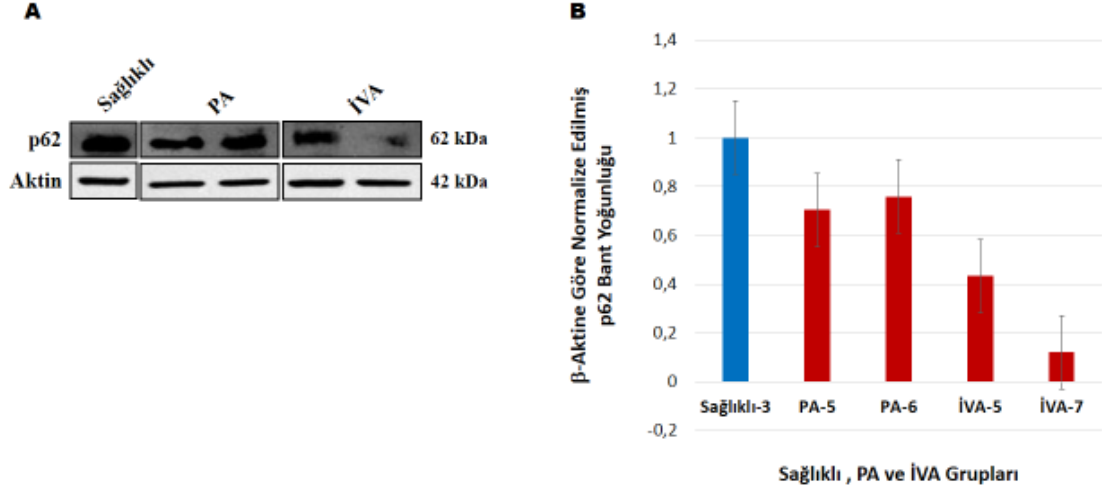 A
Sağlıklı
PA
İVA
p62
62 kDa
Aktin
42 kDa
B
β-Aktine Göre Normalize Edilmiş
p62 Bant Yoğunluğu
1,4
1,2
1
0,8
0,6
0,4
0,2
0
-0,2
Sağlıklı-3
PA-5
PA-6
İVA-5
İVA-7
Sağlıklı , PA ve İVA Grupları